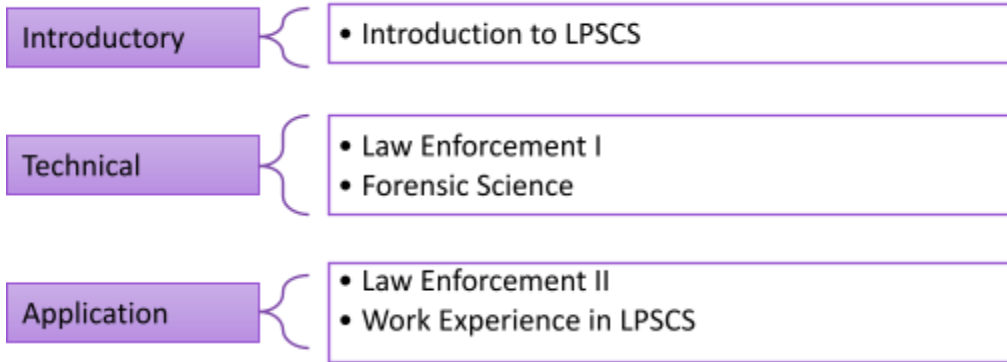 Introductory
• Introduction to LPSCS
Technical
• Law Enforcement I
• Forensic Science
Application
• Law Enforcement II
• Work Experience in LPSCS